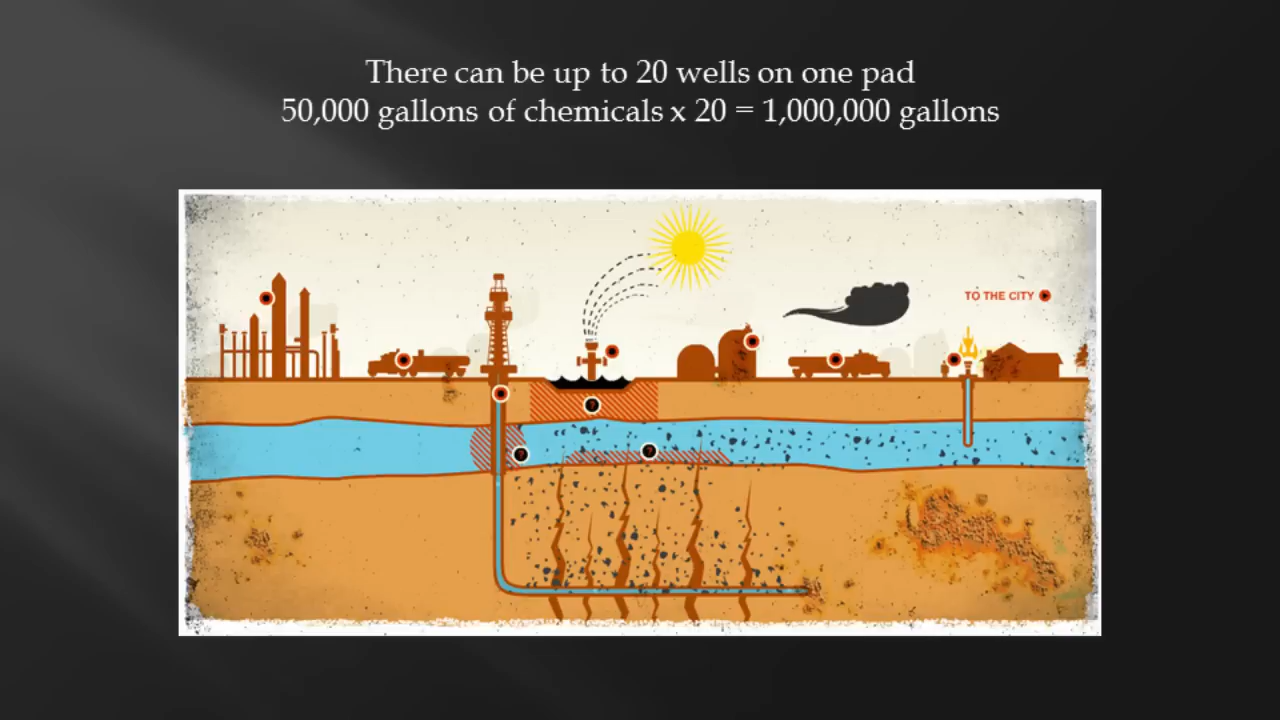 There can be up to 20 wells on one pad
50,000 gallons of chemicals x 20 = 1,000,000 gallons
TO THE CITY
?
?
?